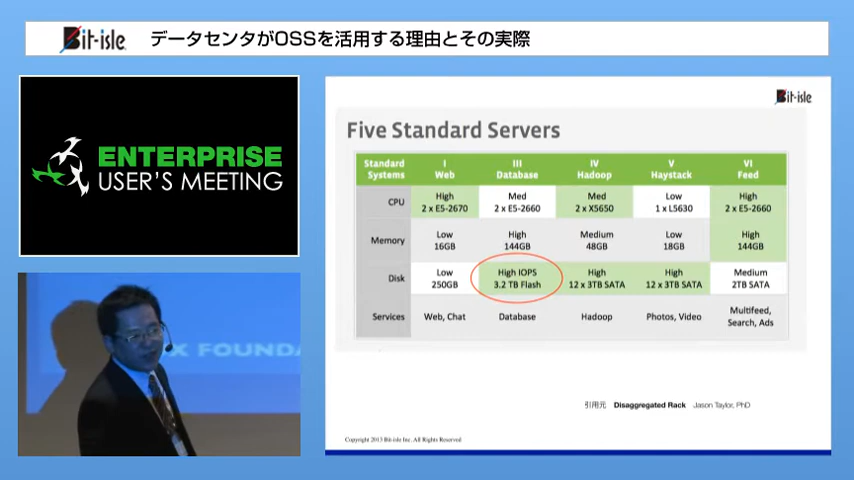 Bit-isle データセンタがOSSを活用する理由とその実際
ENTERPRISE
USER'S MEETING
X FOUNDA
Bit-isle
Five Standard Servers
Standard Systems | I Web | III Database | IV Hadoop | V Haystack | VI Feed
CPU | High 2 x E5-2670 | Med 2 x E5-2660 | Med 2 x X5650 | Low 1 x L5630 | High 2 x E5-2660
Memory | Low 16GB | High 144GB | Medium 48GB | Low 18GB | High 144GB
Disk | Low 250GB | High IOPS 3.2 TB Flash | High 12 x 3TB SATA | High 12 x 3TB SATA | Medium 2TB SATA
Services | Web, Chat | Database | Hadoop | Photos, Video | Multifeed, Search, Ads
引用元 Disaggregated Rack Jason Taylor, PhD
Copyright 2013 Bit-isle Inc. All Rights Reserved